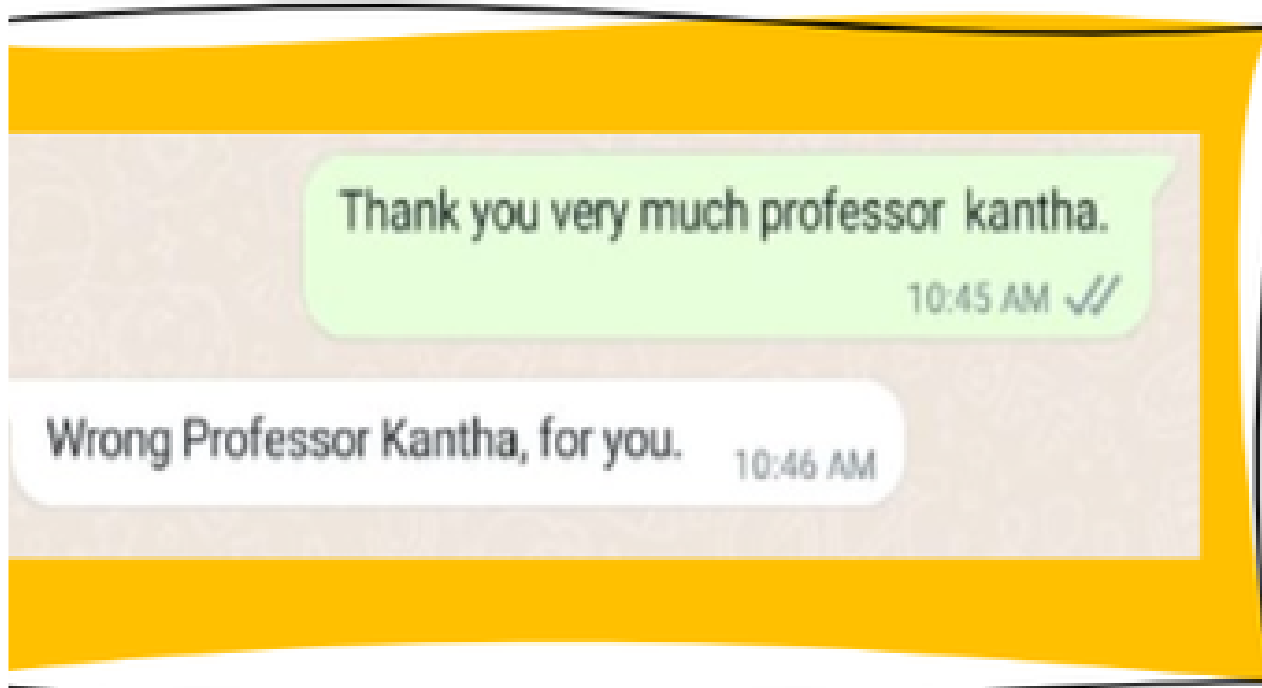 Thank you very much professor kantha.
10:45 AM
Wrong Professor Kantha, for you.
10:46 AM